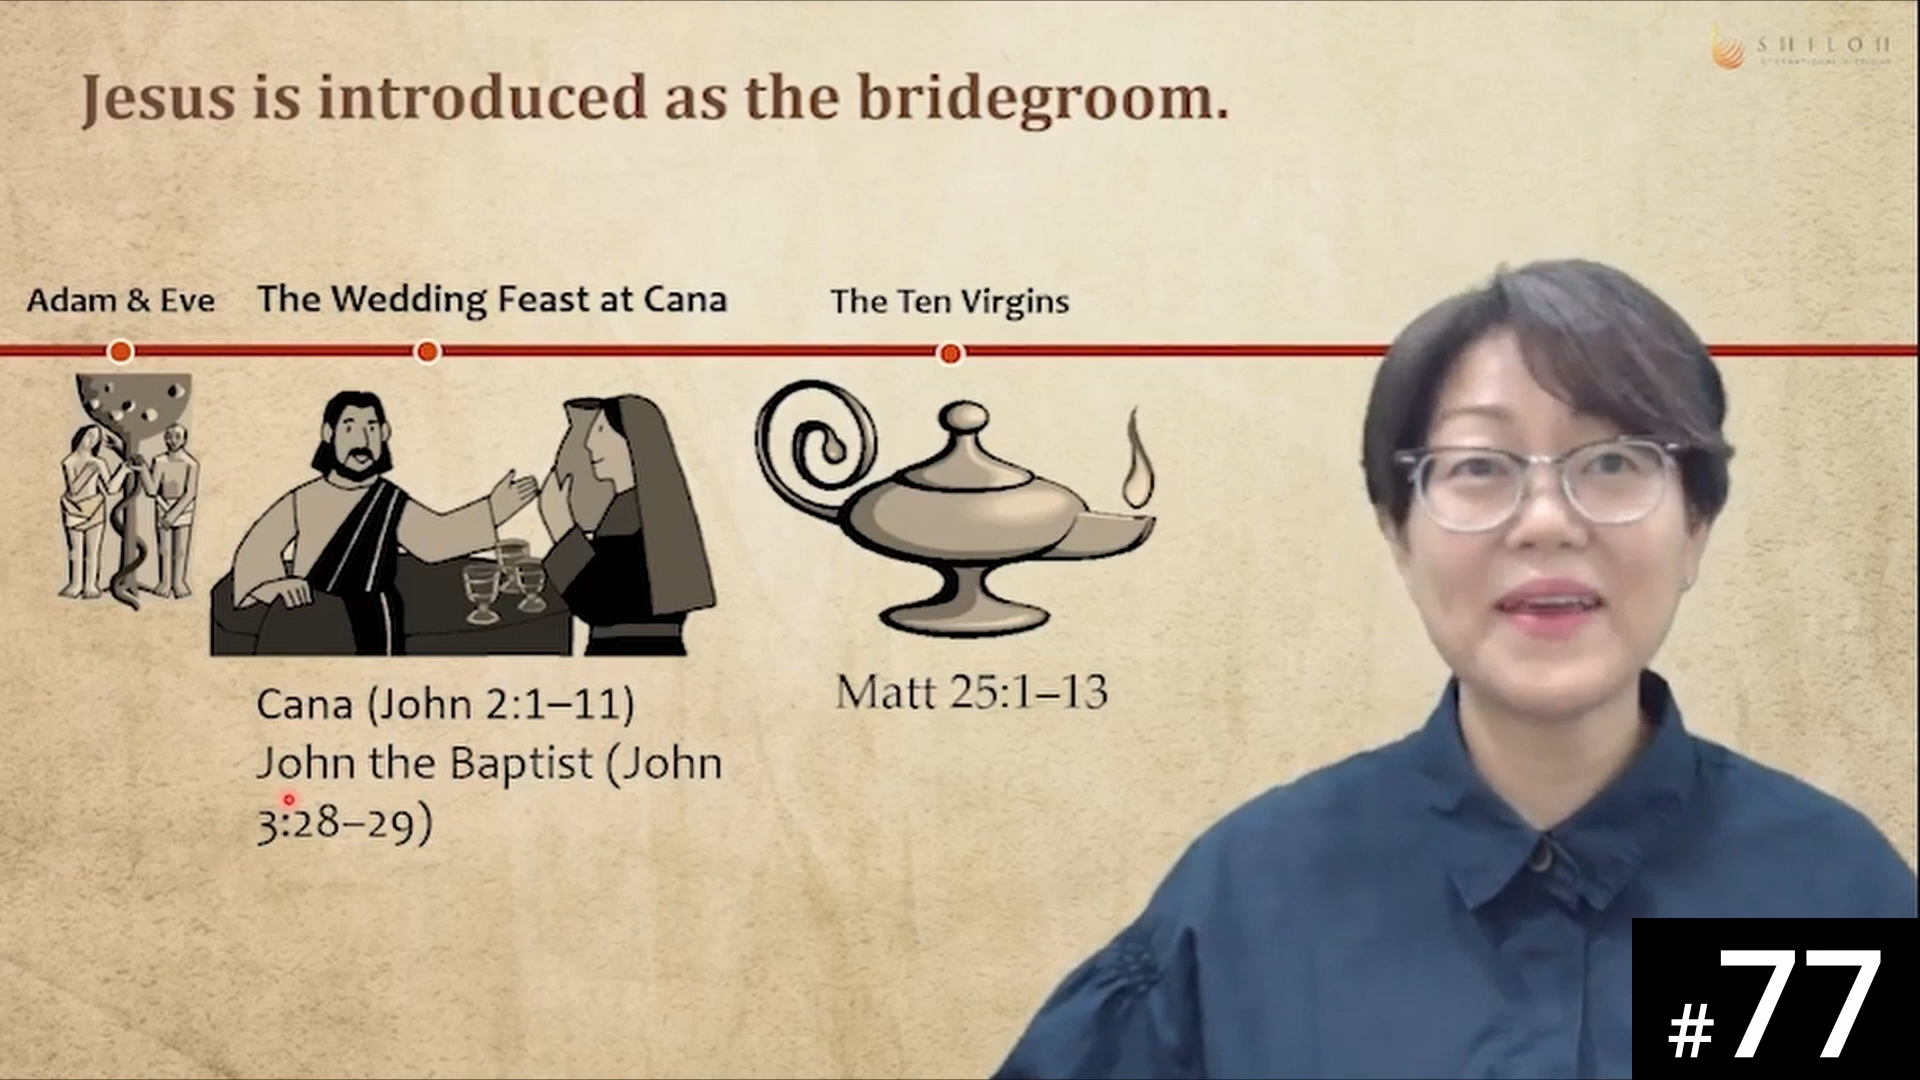 SHILOH
Jesus is introduced as the bridegroom.
Adam & Eve
The Wedding Feast at Cana
The Ten Virgins
Cana (John 2:1–11)
John the Baptist (John
3:28–29)
Matt 25:1–13
#77